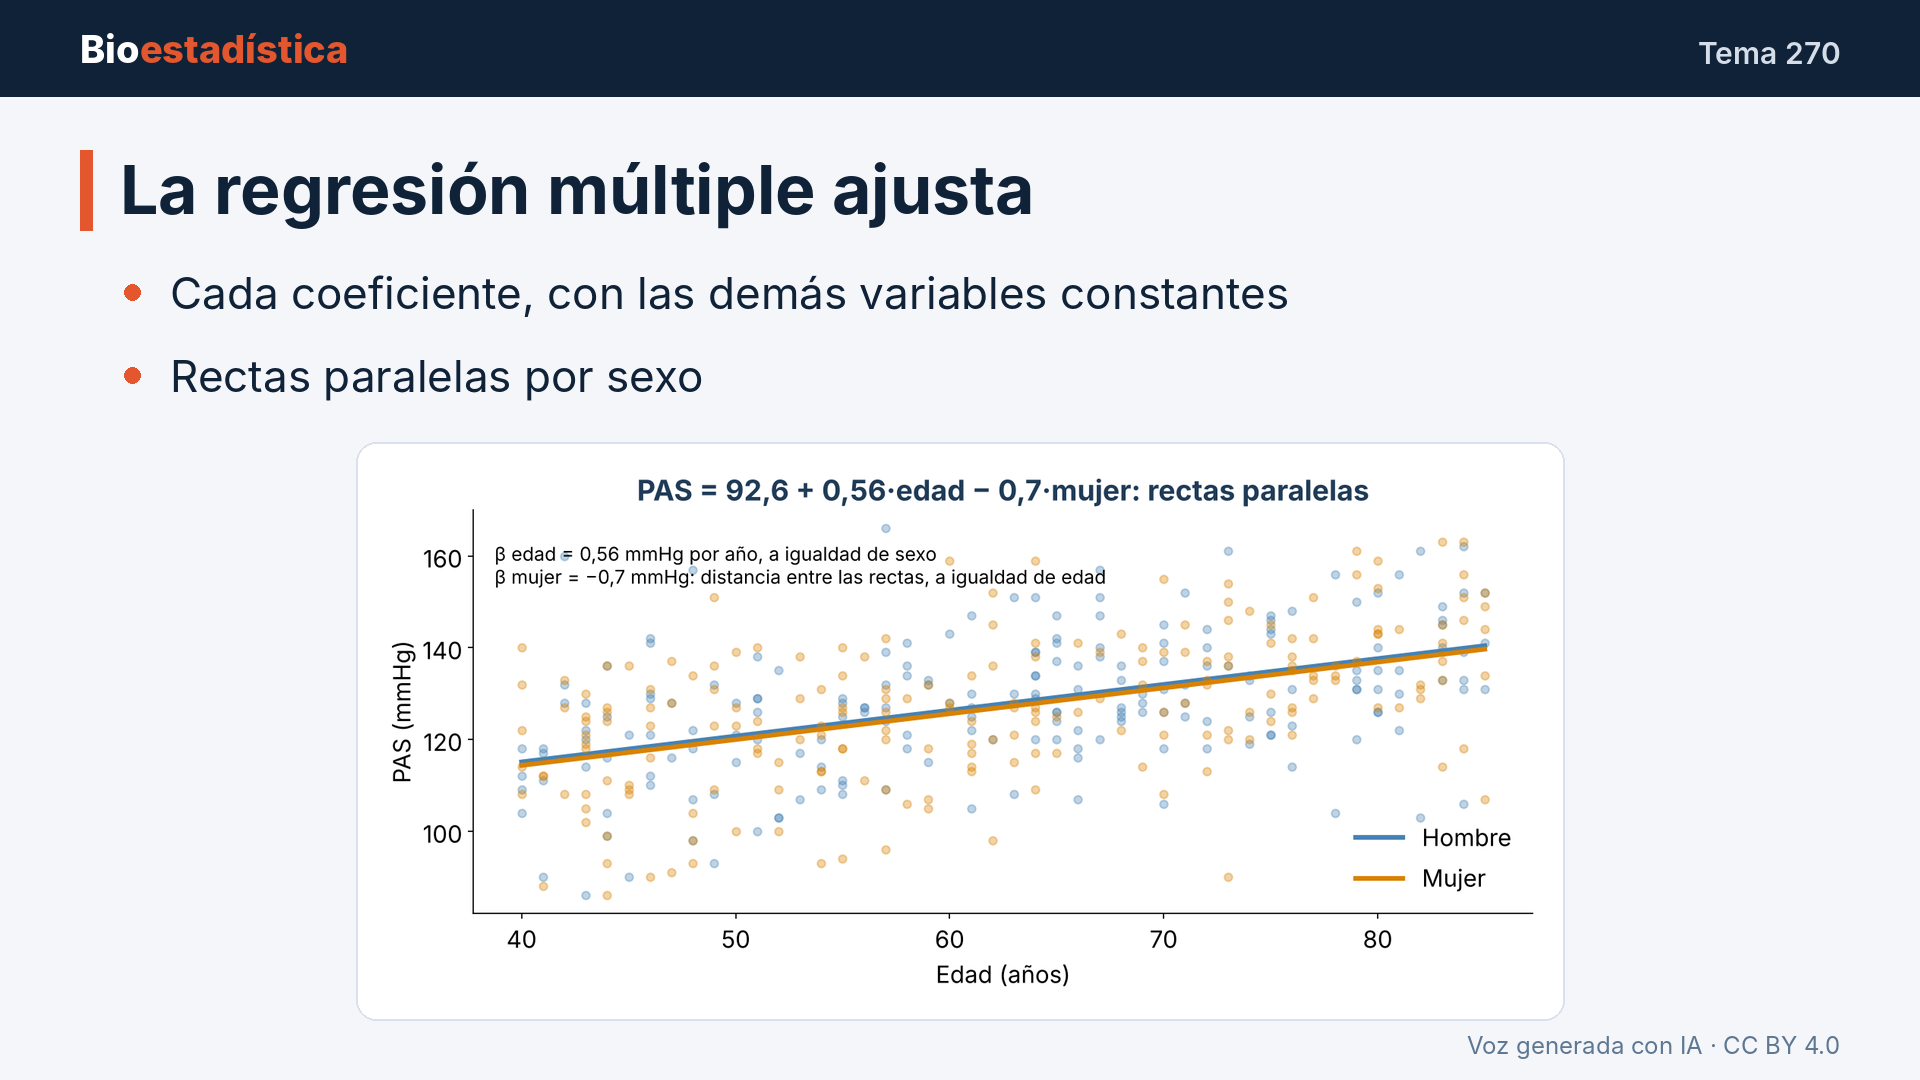 Bioestadística
Tema 270
La regresión múltiple ajusta
Cada coeficiente, con las demás variables constantes
Rectas paralelas por sexo
PAS = 92,6 + 0,56·edad − 0,7·mujer: rectas paralelas
β edad = 0,56 mmHg por año, a igualdad de sexo
β mujer = −0,7 mmHg: distancia entre las rectas, a igualdad de edad
PAS (mmHg)
160
140
120
100
Hombre
Mujer
40 50 60 70 80
Edad (años)
Voz generada con IA · CC BY 4.0